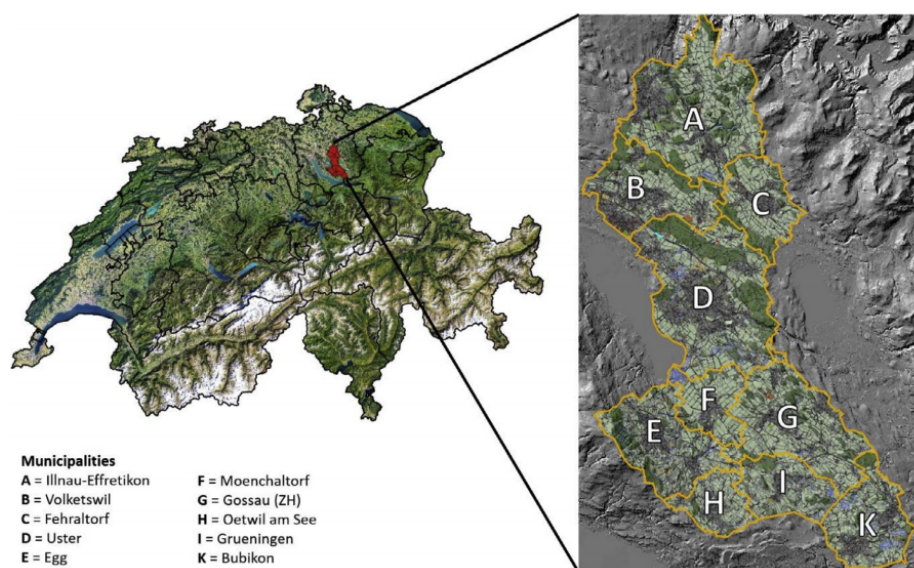 A
B
C
D
F
E
G
I
H
K
Municipalities
A = Illnau-Effretikon
B = Volketswil
C = Fehraltorf
D = Uster
E = Egg
F = Moenchaltorf
G = Gossau (ZH)
H = Oetwil am See
I = Grueningen
K = Bubikon